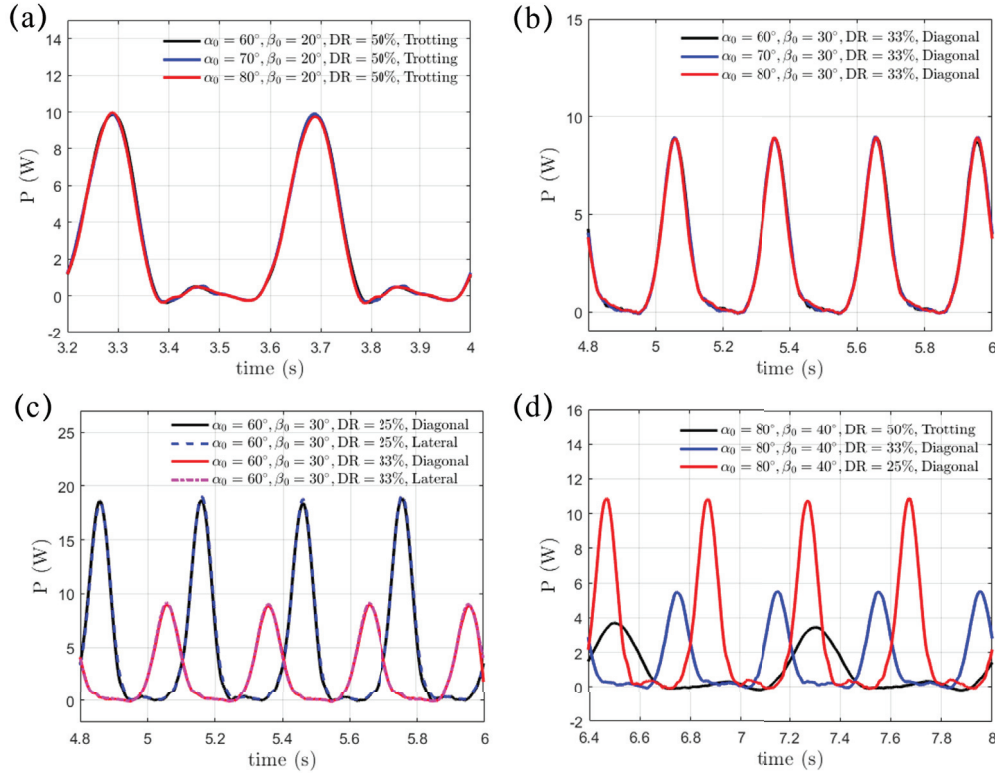 (a)
α₀ = 60°, β₀ = 20°, DR = 50%, Trotting
α₀ = 70°, β₀ = 20°, DR = 50%, Trotting
α₀ = 80°, β₀ = 20°, DR = 50%, Trotting
14
12
10
8
6
4
2
0
-2
P (W)
3.2 3.3 3.4 3.5 3.6 3.7 3.8 3.9 4
time (s)
(b)
α₀ = 60°, β₀ = 30°, DR = 33%, Diagonal
α₀ = 70°, β₀ = 30°, DR = 33%, Diagonal
α₀ = 80°, β₀ = 30°, DR = 33%, Diagonal
15
10
5
0
P (W)
4.8 5 5.2 5.4 5.6 5.8 6
time (s)
(c)
α₀ = 60°, β₀ = 30°, DR = 25%, Diagonal
α₀ = 60°, β₀ = 30°, DR = 25%, Lateral
α₀ = 60°, β₀ = 30°, DR = 33%, Diagonal
α₀ = 60°, β₀ = 30°, DR = 33%, Lateral
25
20
15
10
5
0
P (W)
4.8 5 5.2 5.4 5.6 5.8 6
time (s)
(d)
α₀ = 80°, β₀ = 40°, DR = 50%, Trotting
α₀ = 80°, β₀ = 40°, DR = 33%, Diagonal
α₀ = 80°, β₀ = 40°, DR = 25%, Diagonal
16
14
12
10
8
6
4
2
0
-2
P (W)
6.4 6.6 6.8 7 7.2 7.4 7.6 7.8 8
time (s)